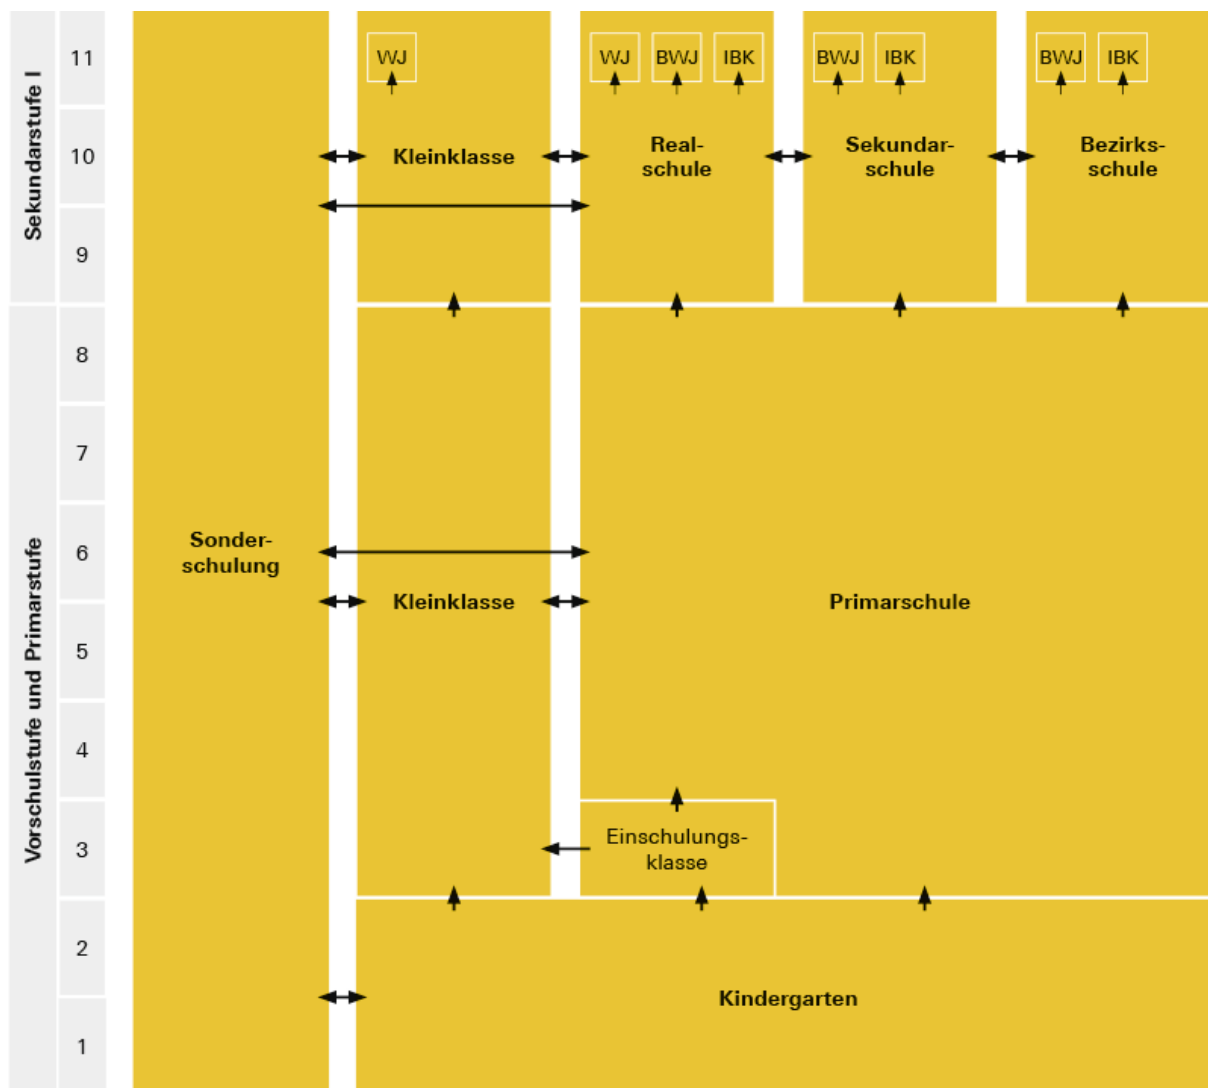 Sekundarstufe I
11
WJ
WJ
BWJ
IBK
BWJ
IBK
BWJ
IBK
10
Kleinklasse
Real-
schule
Sekundar-
schule
Bezirks-
schule
9
Vorschulstufe und Primarstufe
8
7
6
Sonder-
schulung
Kleinklasse
Primarschule
5
4
3
Einschulungs-
klasse
2
Kindergarten
1